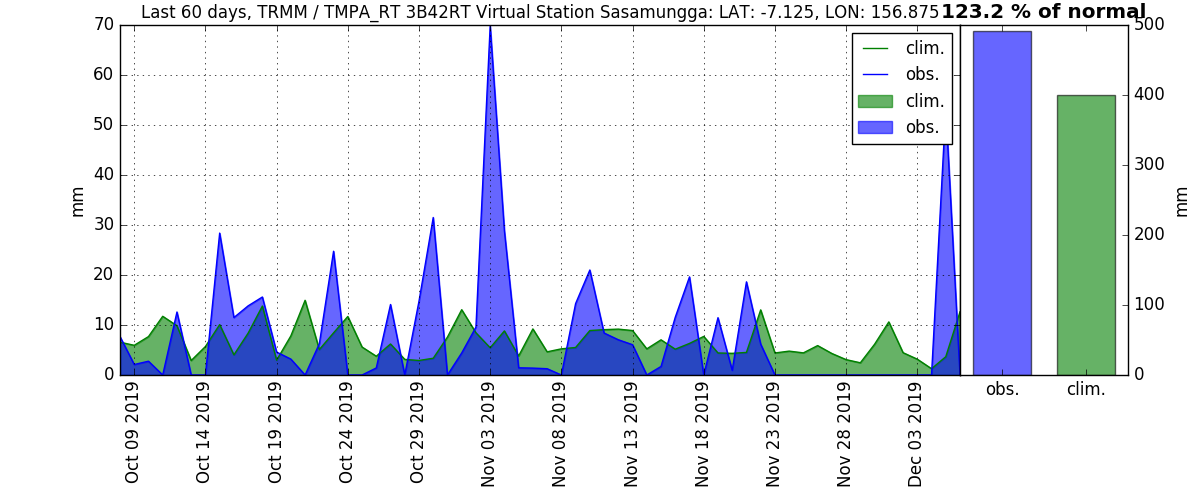 Last 60 days, TRMM / TMPA_RT 3B42RT Virtual Station Sasamungga: LAT: -7.125, LON: 156.875
123.2 % of normal
70
60
50
40
30
20
10
0
mm
clim.
obs.
clim.
obs.
Oct 09 2019
Oct 14 2019
Oct 19 2019
Oct 24 2019
Oct 29 2019
Nov 03 2019
Nov 08 2019
Nov 13 2019
Nov 18 2019
Nov 23 2019
Nov 28 2019
Dec 03 2019
500
400
300
200
100
0
mm
obs.
clim.